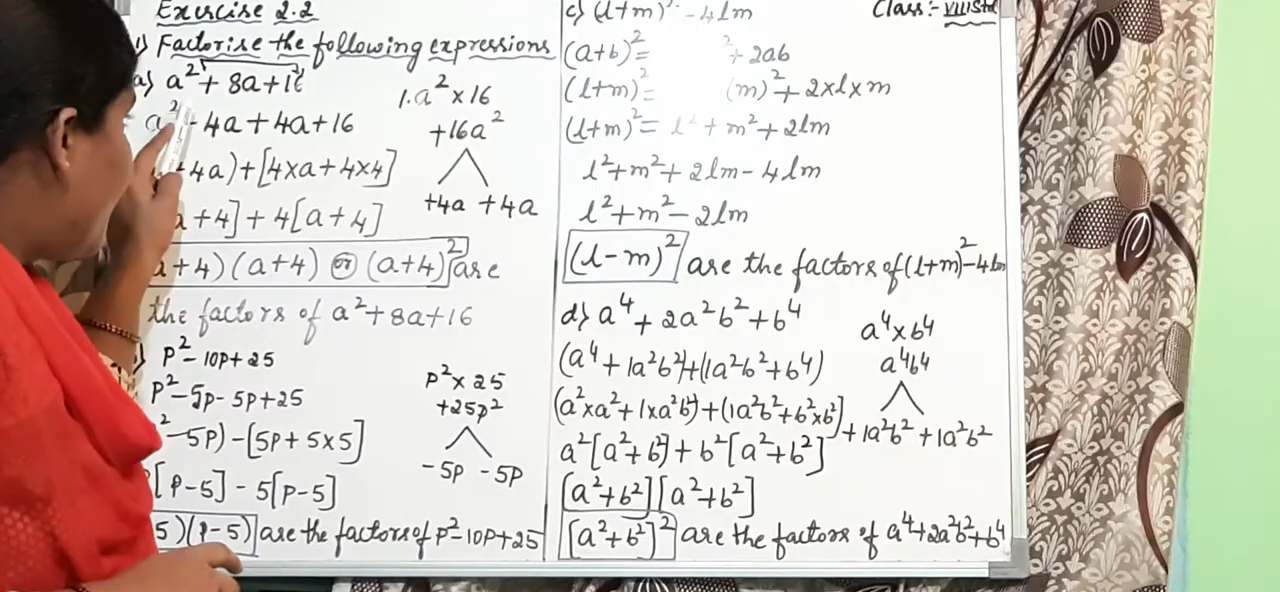 Exercise 2.2
1) Factorise the following expressions
a) a² + 8a + 16
a² + 4a + 4a + 16
+4a) + [4×a + 4×4]
a + 4] + 4[a + 4]
a + 4) (a + 4) or (a + 4)² are
the factors of a² + 8a + 16
1.a² × 16
+16a²
+4a +4a
) P² - 10P + 25
P² - 5P - 5P + 25
² - 5P) - [5P + 5×5]
[P - 5] - 5[P - 5]
5) (P - 5) are the factors of P² - 10P + 25
P² × 25
+25P²
-5P -5P
Class:- VIII Std
c) (l+m)² - 4lm
(a+b)² = ² + 2ab
(l+m)² = (m)² + 2×l×m
(l+m)² = l² + m² + 2lm
l² + m² + 2lm - 4lm
l² + m² - 2lm
(l - m)² are the factors of (l+m)² - 4lm
d) a⁴ + 2a²b² + b⁴
(a⁴ + 1a²b²) + (1a²b² + b⁴)
(a²×a² + 1×a²b²) + (1a²b² + b²×b²]
a²[a² + b²] + b²[a² + b²]
[a² + b²] [a² + b²]
[a² + b²]² are the factors of a⁴ + 2a²b² + b⁴
a⁴ × b⁴
a⁴b⁴
+1a²b² +1a²b²